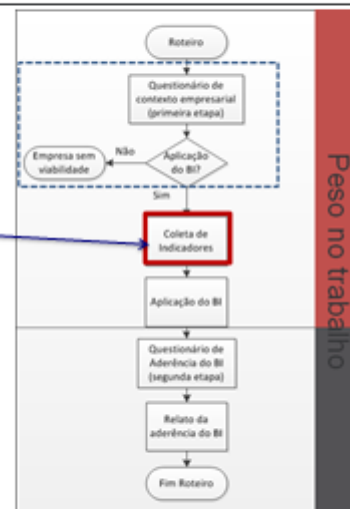 Roteiro
Questionário de
contexto empresarial
(primeira etapa)
Empresa sem
viabilidade
Não
Aplicação
do BI?
Sim
Coleta de
Indicadores
Aplicação do BI
Questionário de
Aderência do BI
(segunda etapa)
Relato da
aderência do BI
Fim Roteiro
Peso no trabalho